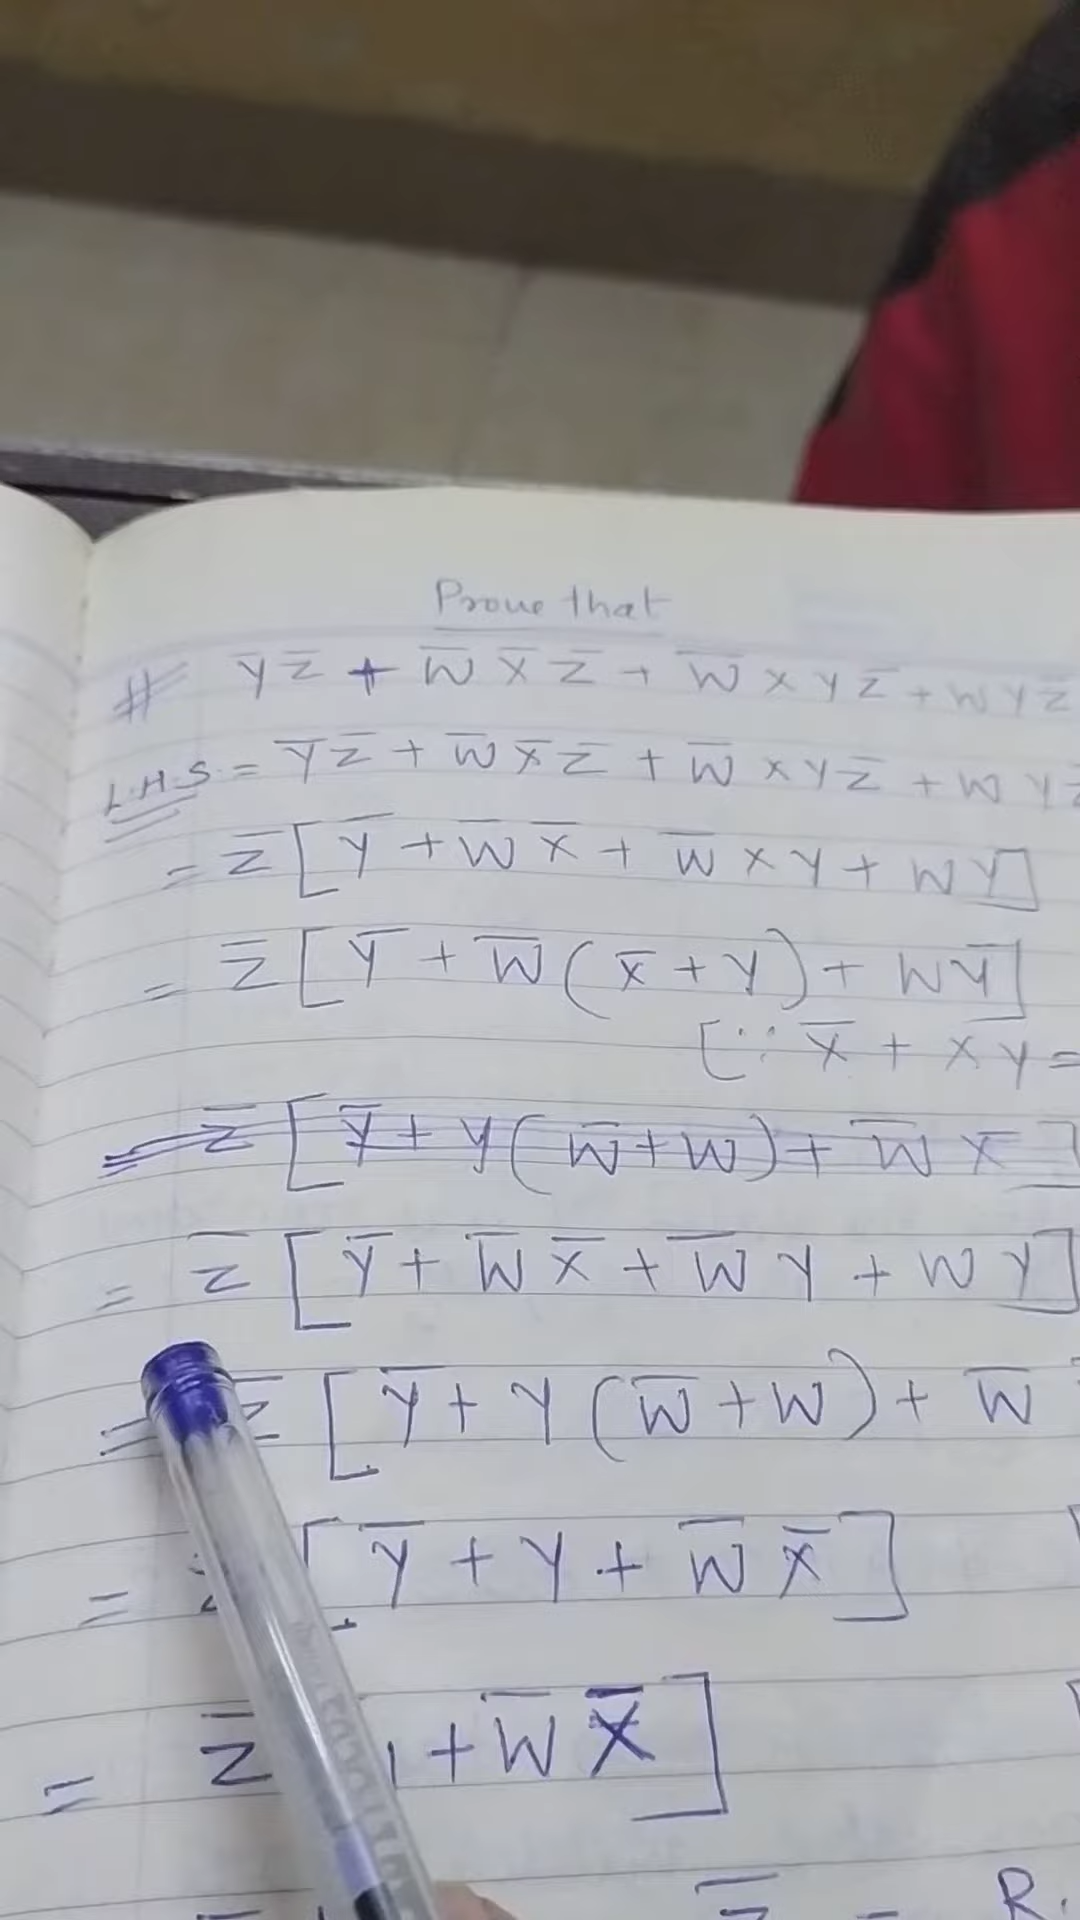 Prove that
# ȲZ̄ + W̄X̄Z̄ + W̄XYZ̄ + WYZ̄
L.H.S. = ȲZ̄ + W̄X̄Z̄ + W̄XYZ̄ + WYZ̄
= Z̄[Ȳ + W̄X̄ + W̄XY + WY]
= Z̄[Ȳ + W̄(X̄ + Y) + WY]
[∵ X̄ + XY =
= Z̄[Ȳ + Y(W̄ + W) + W̄X̄]
= Z̄[Ȳ + W̄X̄ + W̄Y + WY]
= Z̄[Ȳ + Y(W̄ + W) + W̄
= [Ȳ + Y + W̄X̄]
= Z̄ 1 + W̄X̄]
= R.